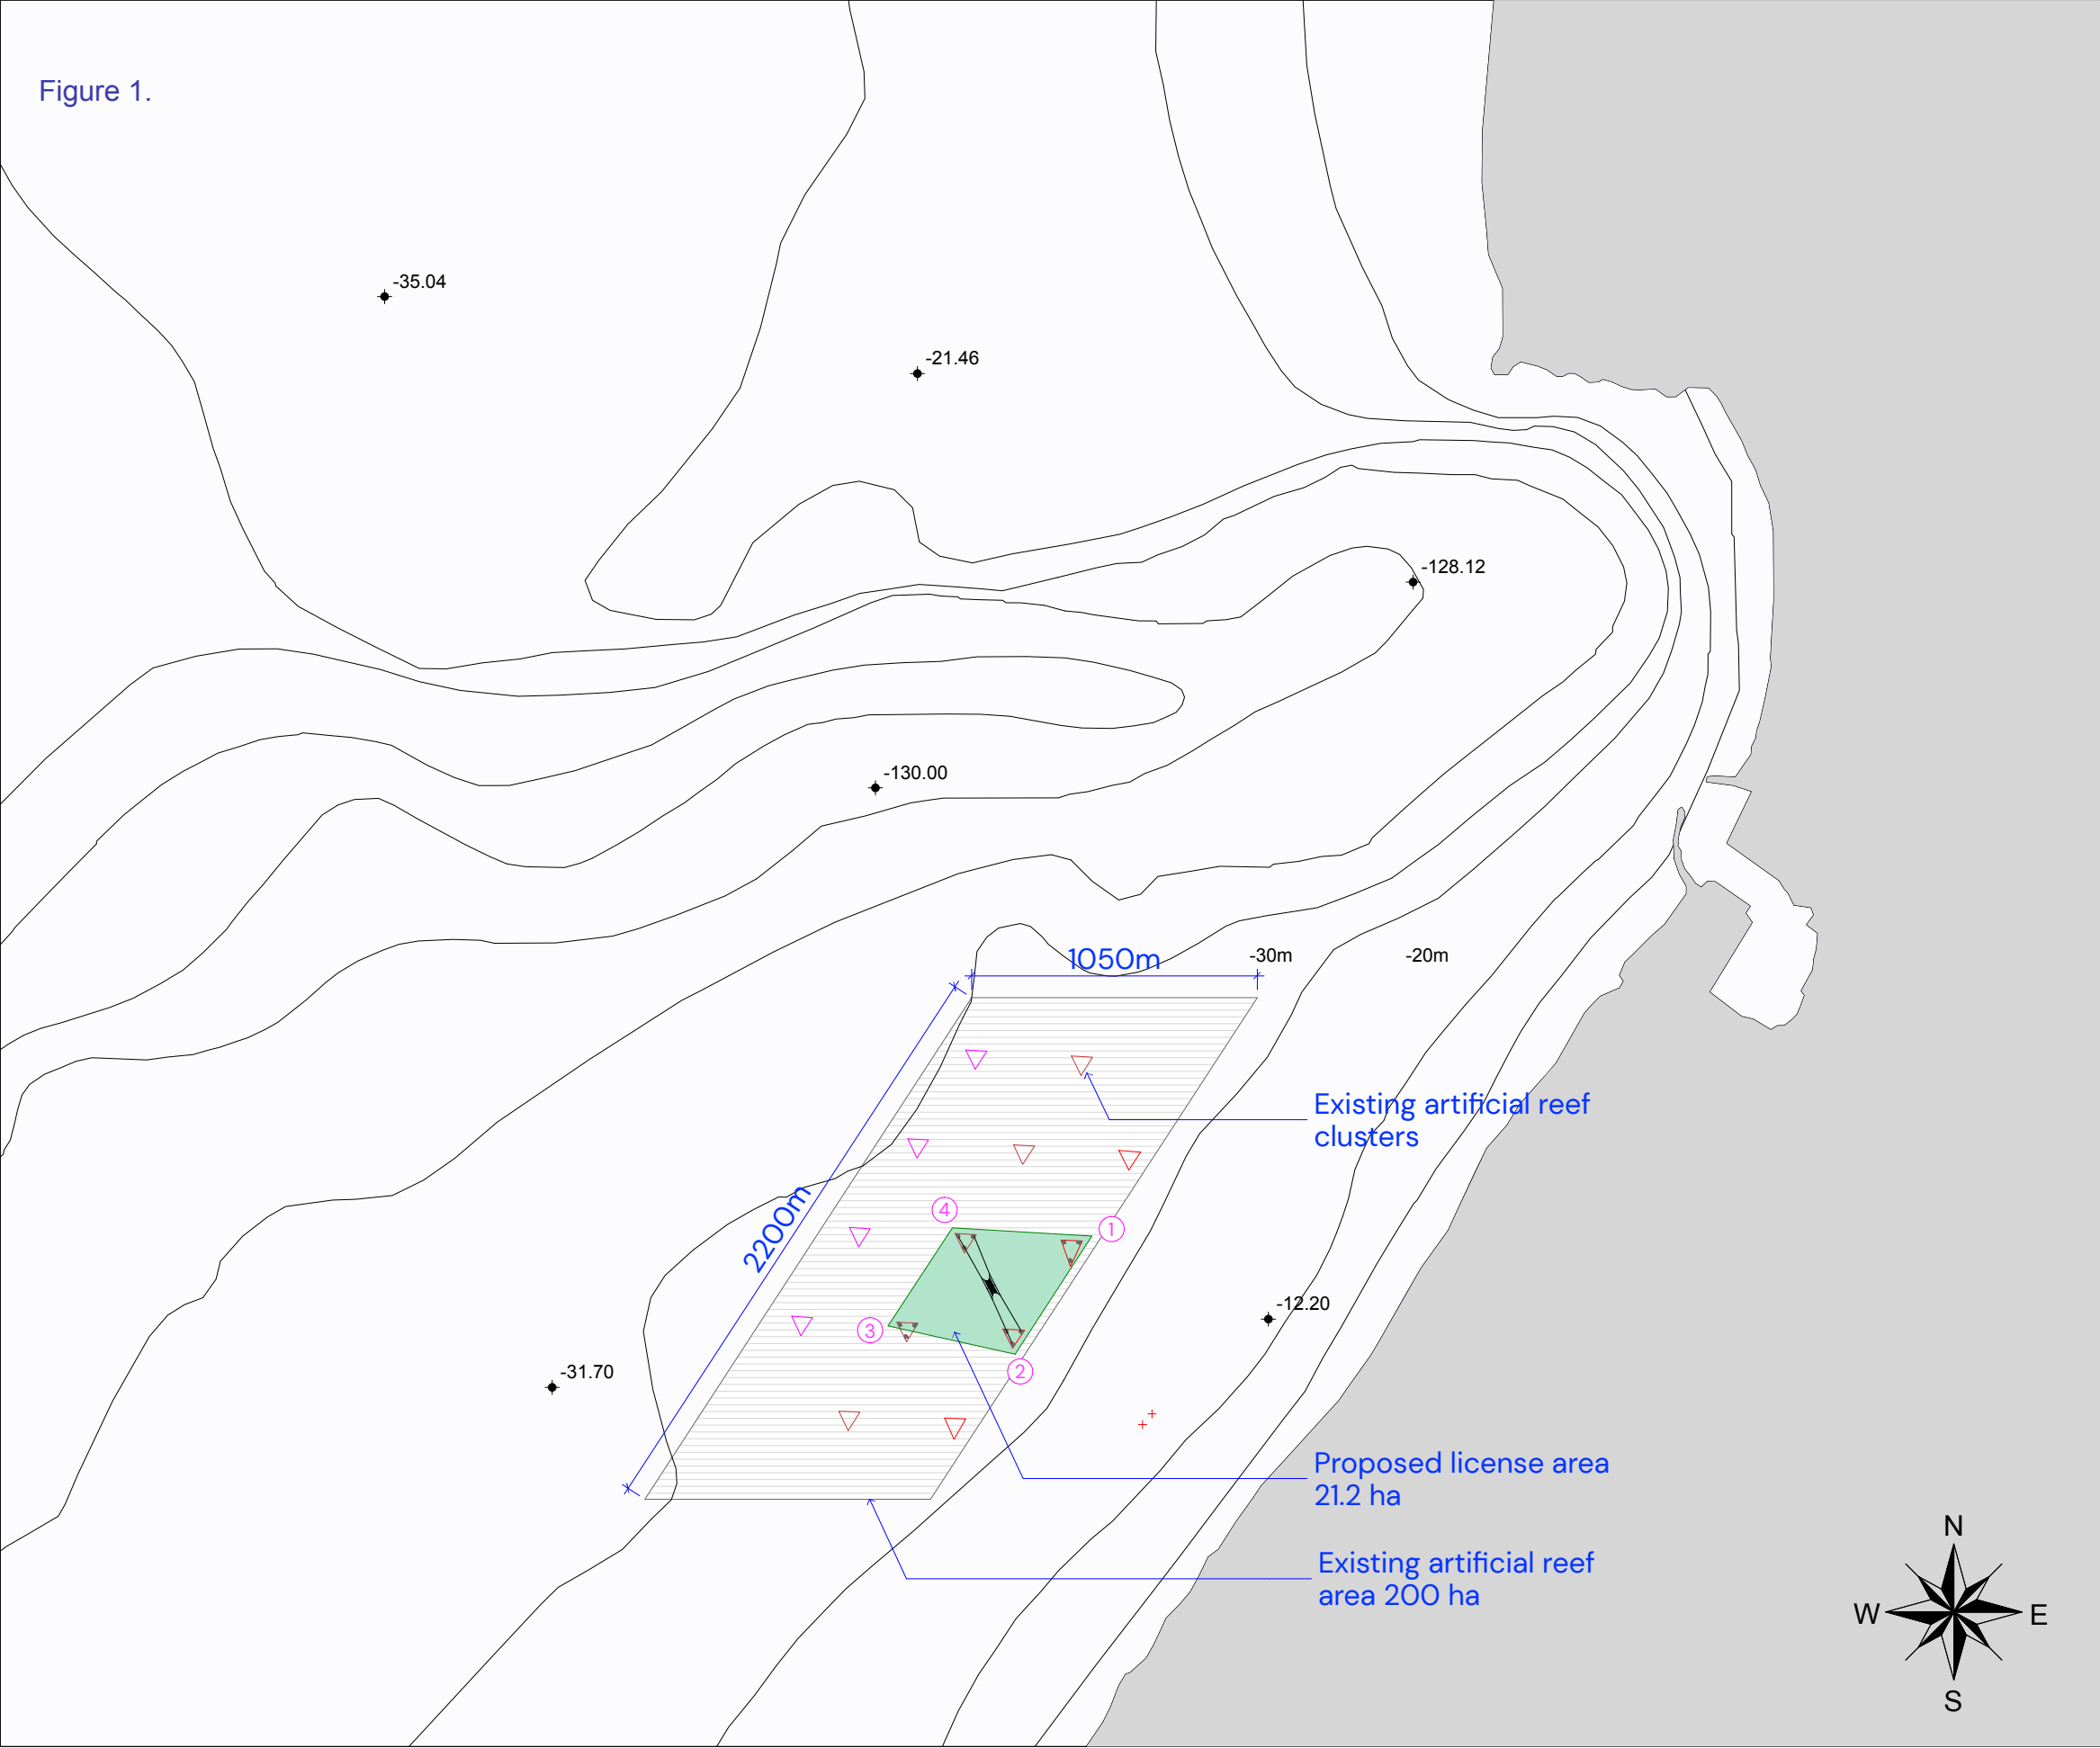 Figure 1.
-35.04
-21.46
-128.12
-130.00
1050m
-30m
-20m
2200m
Existing artificial reef
clusters
4
1
3
2
-12.20
-31.70
Proposed license area
21.2 ha
Existing artificial reef
area 200 ha
N
W
E
S